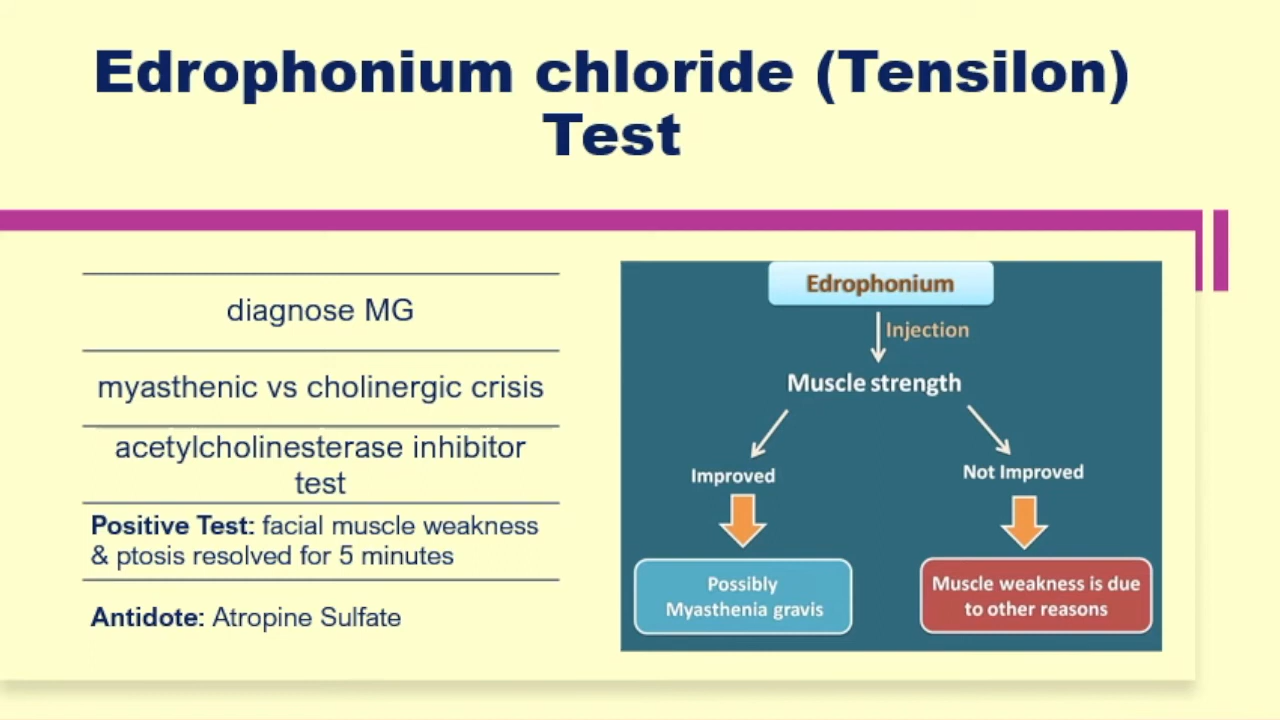 Edrophonium chloride (Tensilon)
Test
diagnose MG
myasthenic vs cholinergic crisis
acetylcholinesterase inhibitor
test
Positive Test: facial muscle weakness
& ptosis resolved for 5 minutes
Antidote: Atropine Sulfate
Edrophonium
Injection
Muscle strength
Improved
Not Improved
Possibly
Myasthenia gravis
Muscle weakness is due
to other reasons